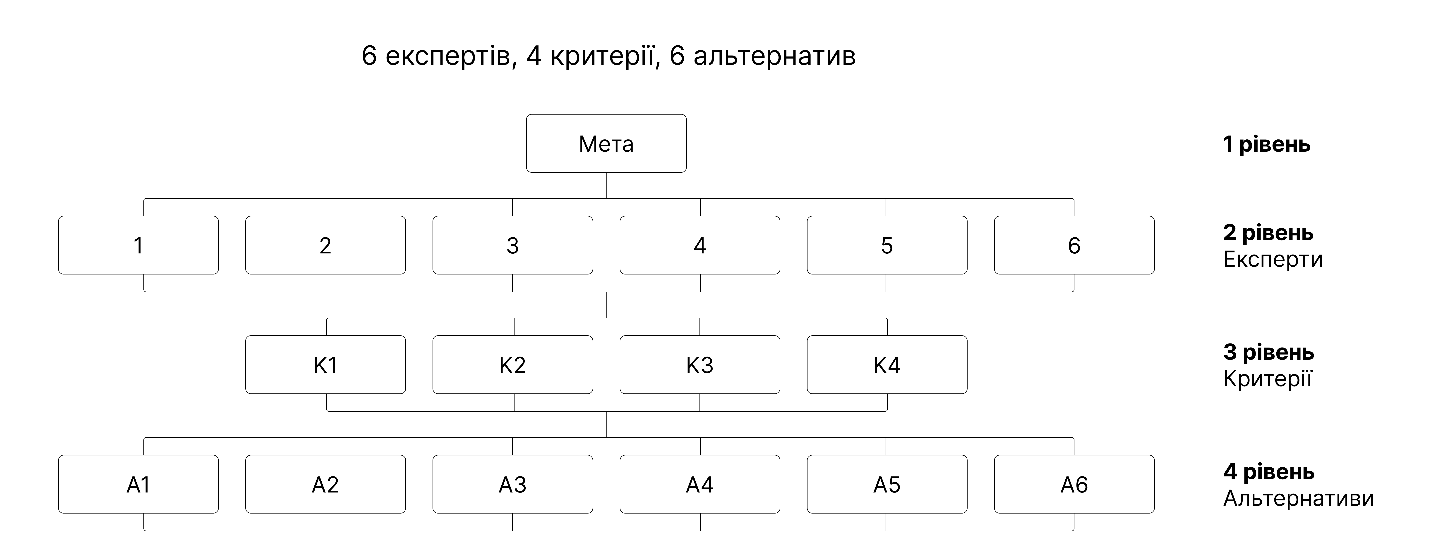 6 експертів, 4 критерії, 6 альтернатив
Мета
1 рівень
1 2 3 4 5 6
2 рівень
Експерти
К1 К2 К3 К4
3 рівень
Критерії
А1 А2 А3 А4 А5 А6
4 рівень
Альтернативи